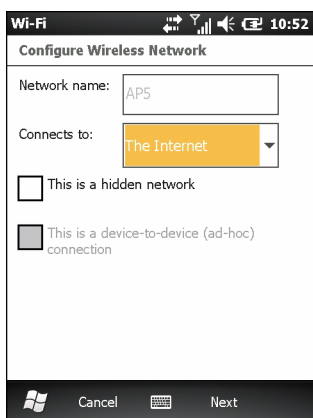 Wi-Fi 10:52
Configure Wireless Network
Network name: AP5
Connects to: The Internet
This is a hidden network
This is a device-to-device (ad-hoc)
connection
Cancel Next